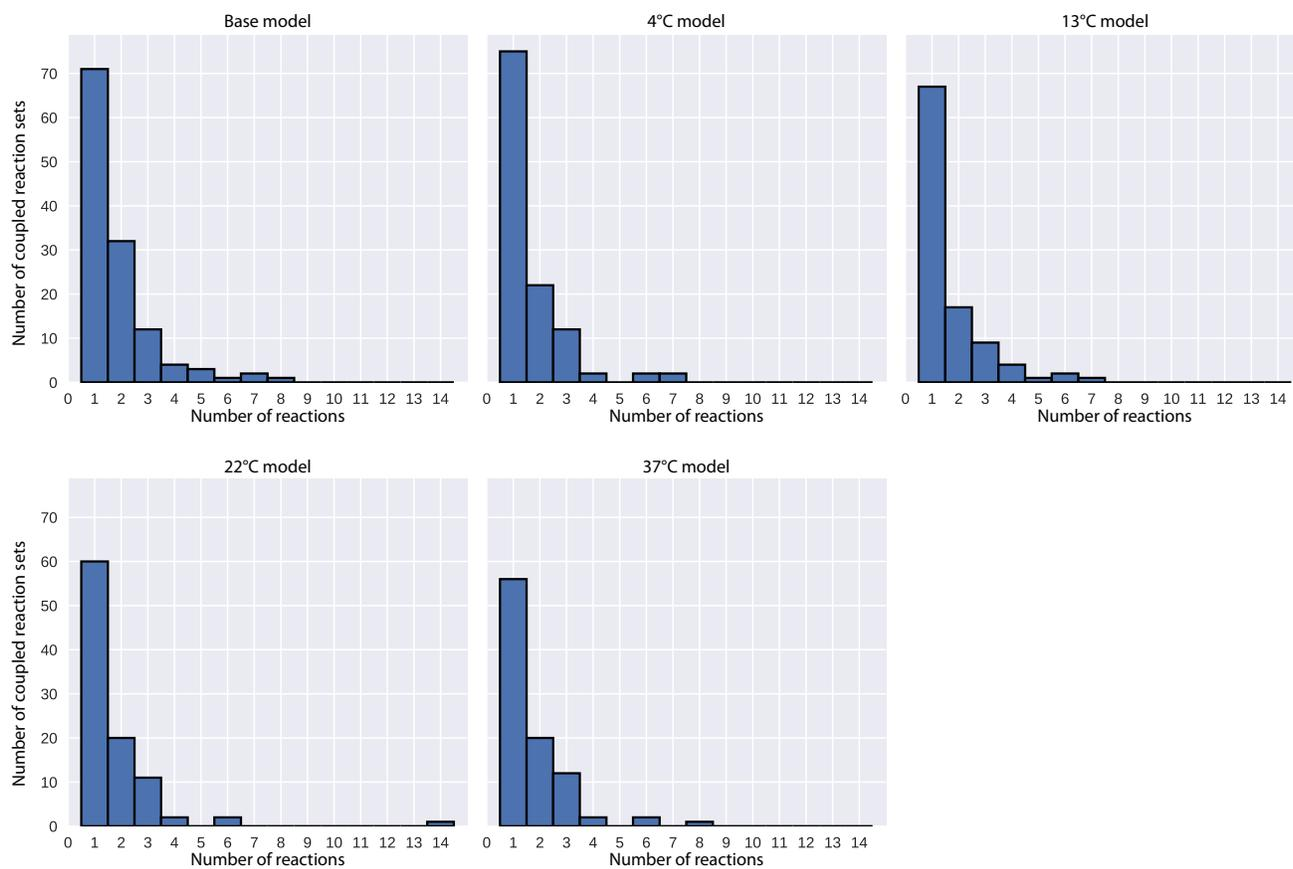 Base model
4°C model
13°C model
Number of coupled reaction sets
70
60
50
40
30
20
10
0
0 1 2 3 4 5 6 7 8 9 10 11 12 13 14
0 1 2 3 4 5 6 7 8 9 10 11 12 13 14
0 1 2 3 4 5 6 7 8 9 10 11 12 13 14
Number of reactions
Number of reactions
Number of reactions
22°C model
37°C model
Number of coupled reaction sets
70
60
50
40
30
20
10
0
0 1 2 3 4 5 6 7 8 9 10 11 12 13 14
0 1 2 3 4 5 6 7 8 9 10 11 12 13 14
Number of reactions
Number of reactions